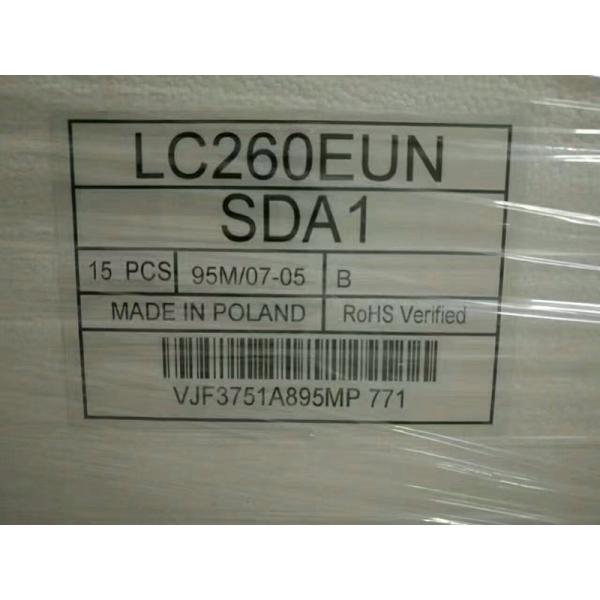 LC260EUN
SDA1
15 PCS 95M/07-05 B
MADE IN POLAND RoHS Verified
VJF3751A895MP 771